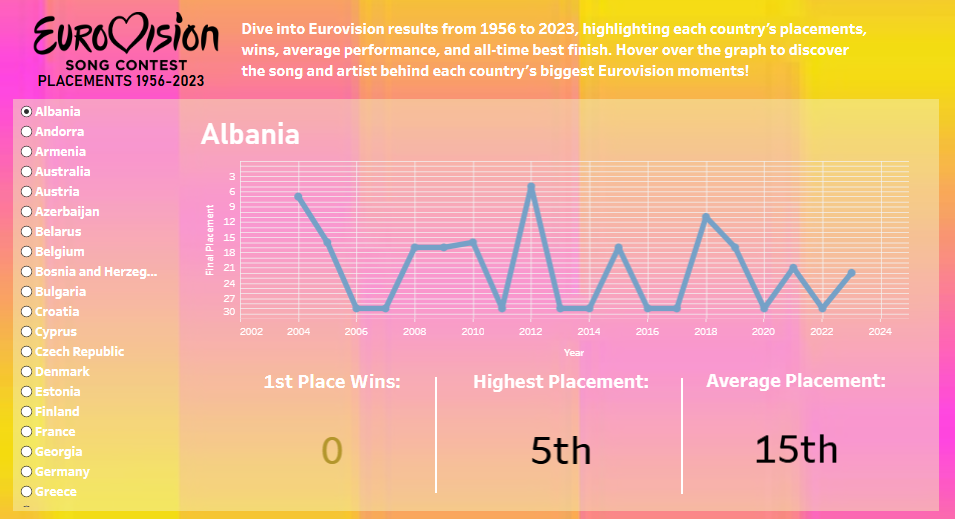 EUROVISION
SONG CONTEST
PLACEMENTS 1956-2023
Dive into Eurovision results from 1956 to 2023, highlighting each country's placements,
wins, average performance, and all-time best finish. Hover over the graph to discover
the song and artist behind each country's biggest Eurovision moments!
Albania
Andorra
Armenia
Australia
Austria
Azerbaijan
Belarus
Belgium
Bosnia and Herzeg...
Bulgaria
Croatia
Cyprus
Czech Republic
Denmark
Estonia
Finland
France
Georgia
Germany
Greece
Albania
Final Placement
3
6
9
12
15
18
21
24
27
30
2002 2004 2006 2008 2010 2012 2014 2016 2018 2020 2022 2024
Year
1st Place Wins: Highest Placement: Average Placement:
0 5th 15th